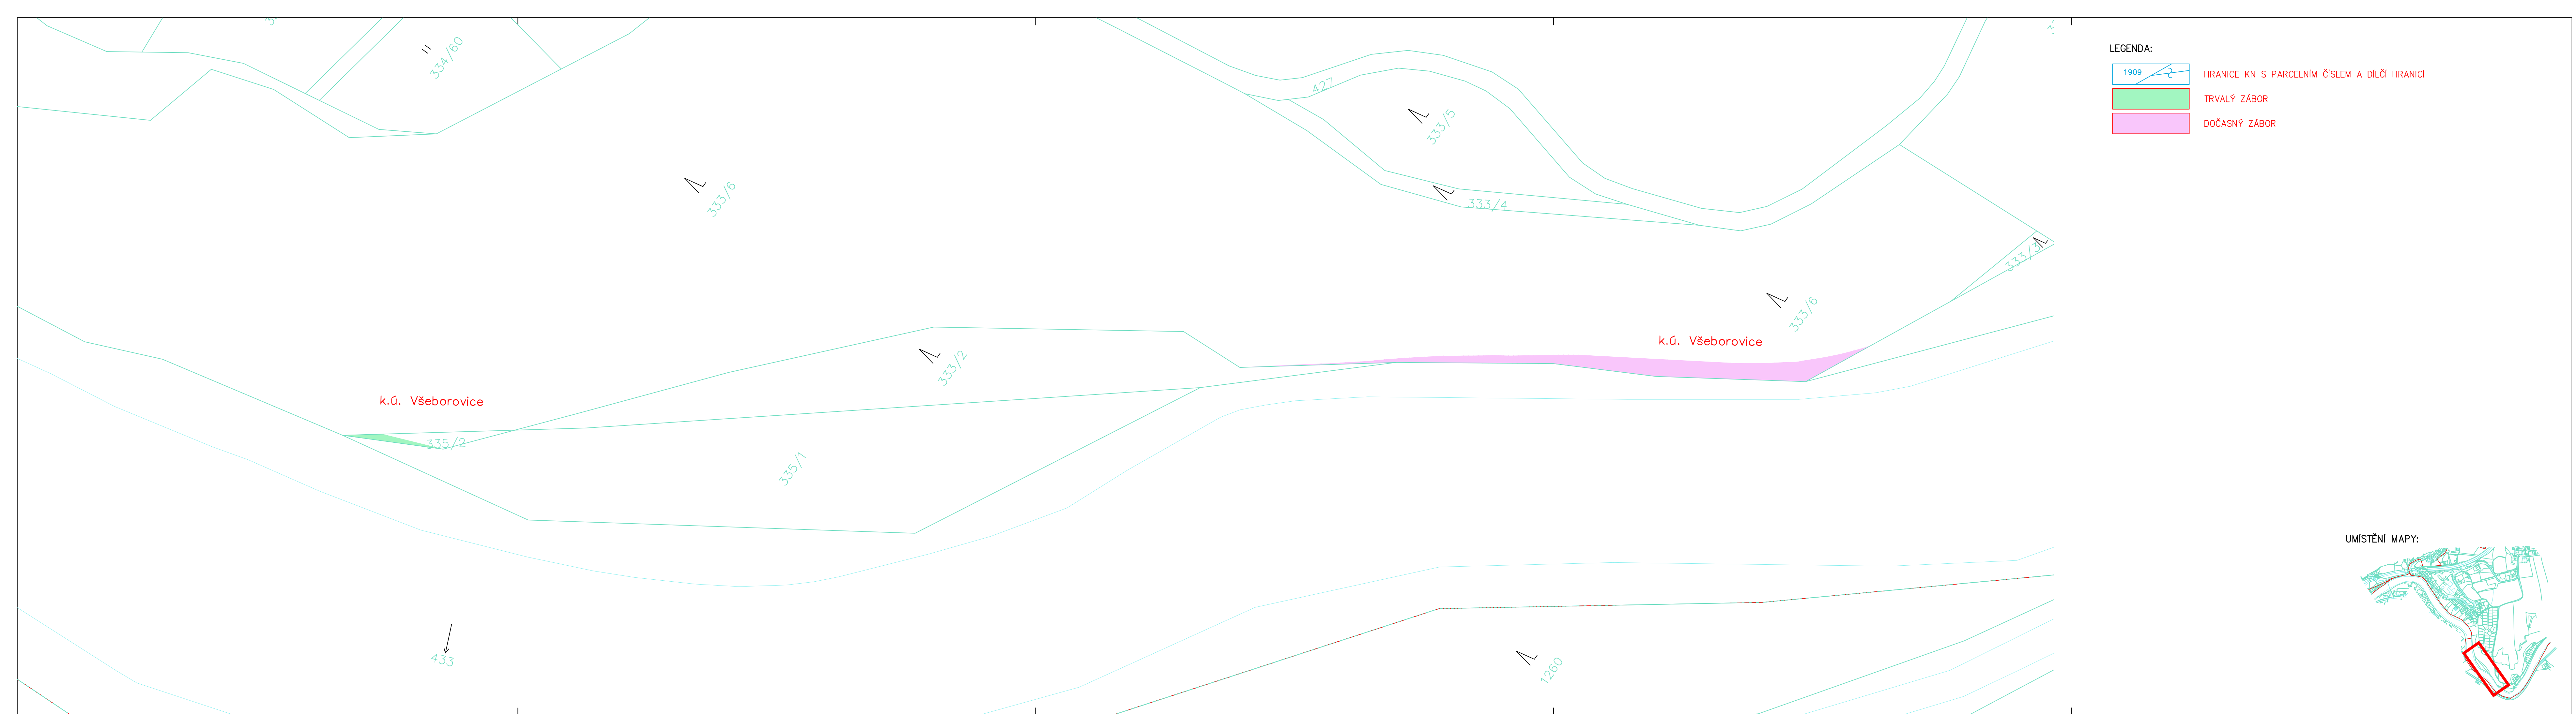 334/60
427
333/5
333/6
333/4
333/3
333/6
k.ú. Všeborovice
333/2
k.ú. Všeborovice
335/2
335/1
433
1260
LEGENDA:
1909
HRANICE KN S PARCELNÍM ČÍSLEM A DÍLČÍ HRANICÍ
TRVALÝ ZÁBOR
DOČASNÝ ZÁBOR
UMÍSTĚNÍ MAPY: